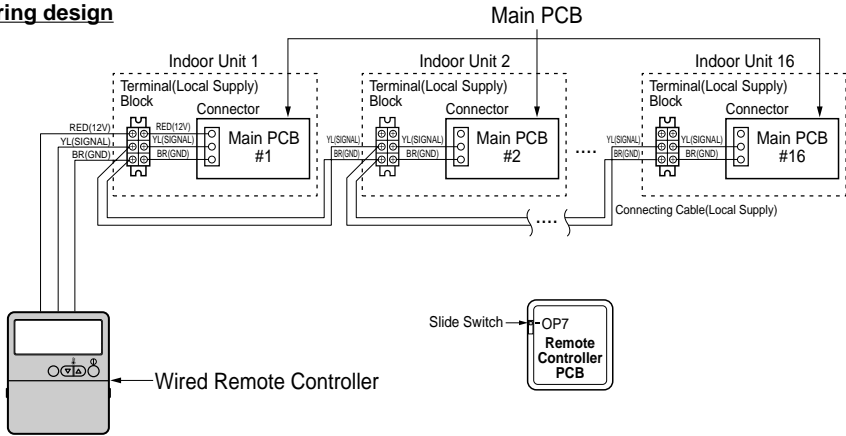 ring design
Main PCB
Indoor Unit 1
Terminal(Local Supply)
Block
Connector
RED(12V)
YL(SIGNAL)
BR(GND)
RED(12V)
YL(SIGNAL)
BR(GND)
Main PCB
#1
Indoor Unit 2
Terminal(Local Supply)
Block
Connector
YL(SIGNAL)
BR(GND)
YL(SIGNAL)
BR(GND)
Main PCB
#2
....
Indoor Unit 16
Terminal(Local Supply)
Block
Connector
YL(SIGNAL)
BR(GND)
YL(SIGNAL)
BR(GND)
Main PCB
#16
....
Connecting Cable(Local Supply)
Slide Switch
OP7
Remote
Controller
PCB
Wired Remote Controller